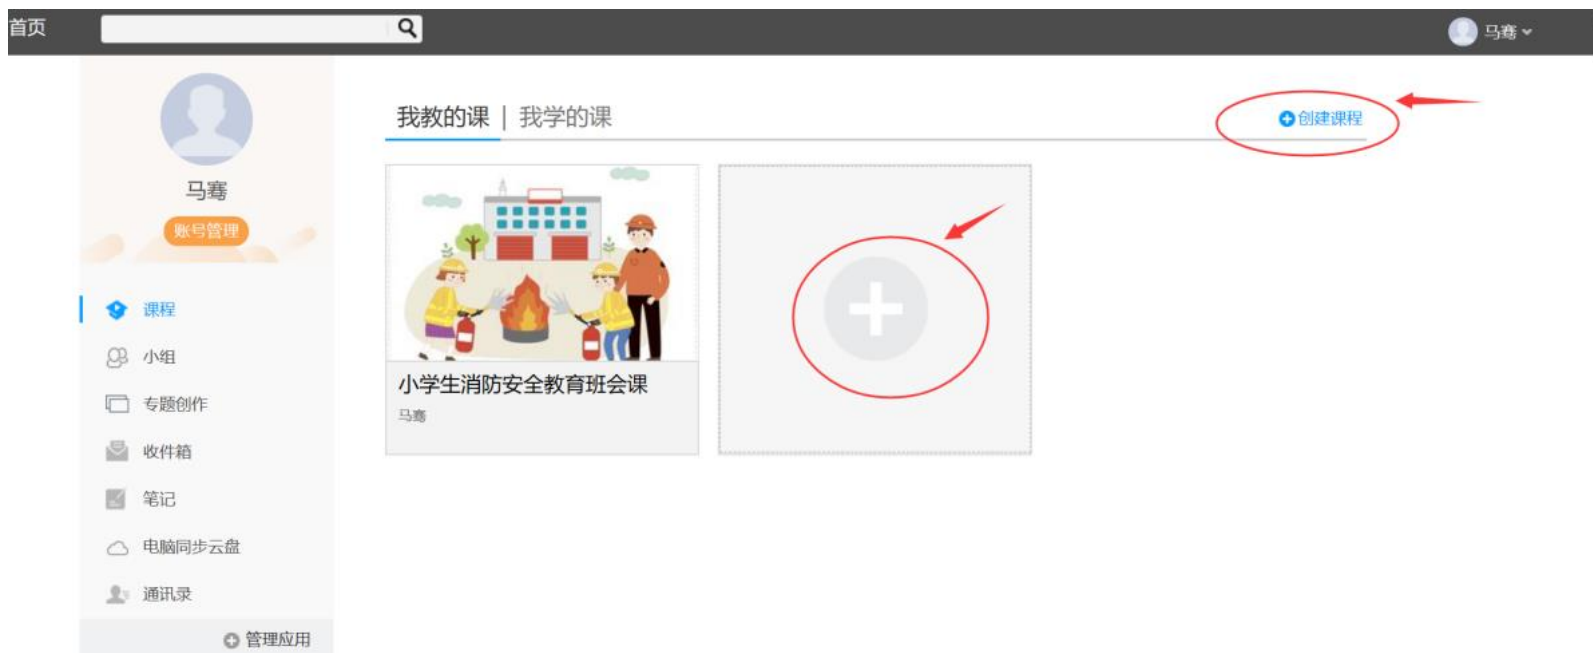 首页
马骞
我教的课 | 我学的课
创建课程
马骞
账号管理
课程
小组
专题创作
收件箱
笔记
电脑同步云盘
通讯录
管理应用
小学生消防安全教育班会课
马骞